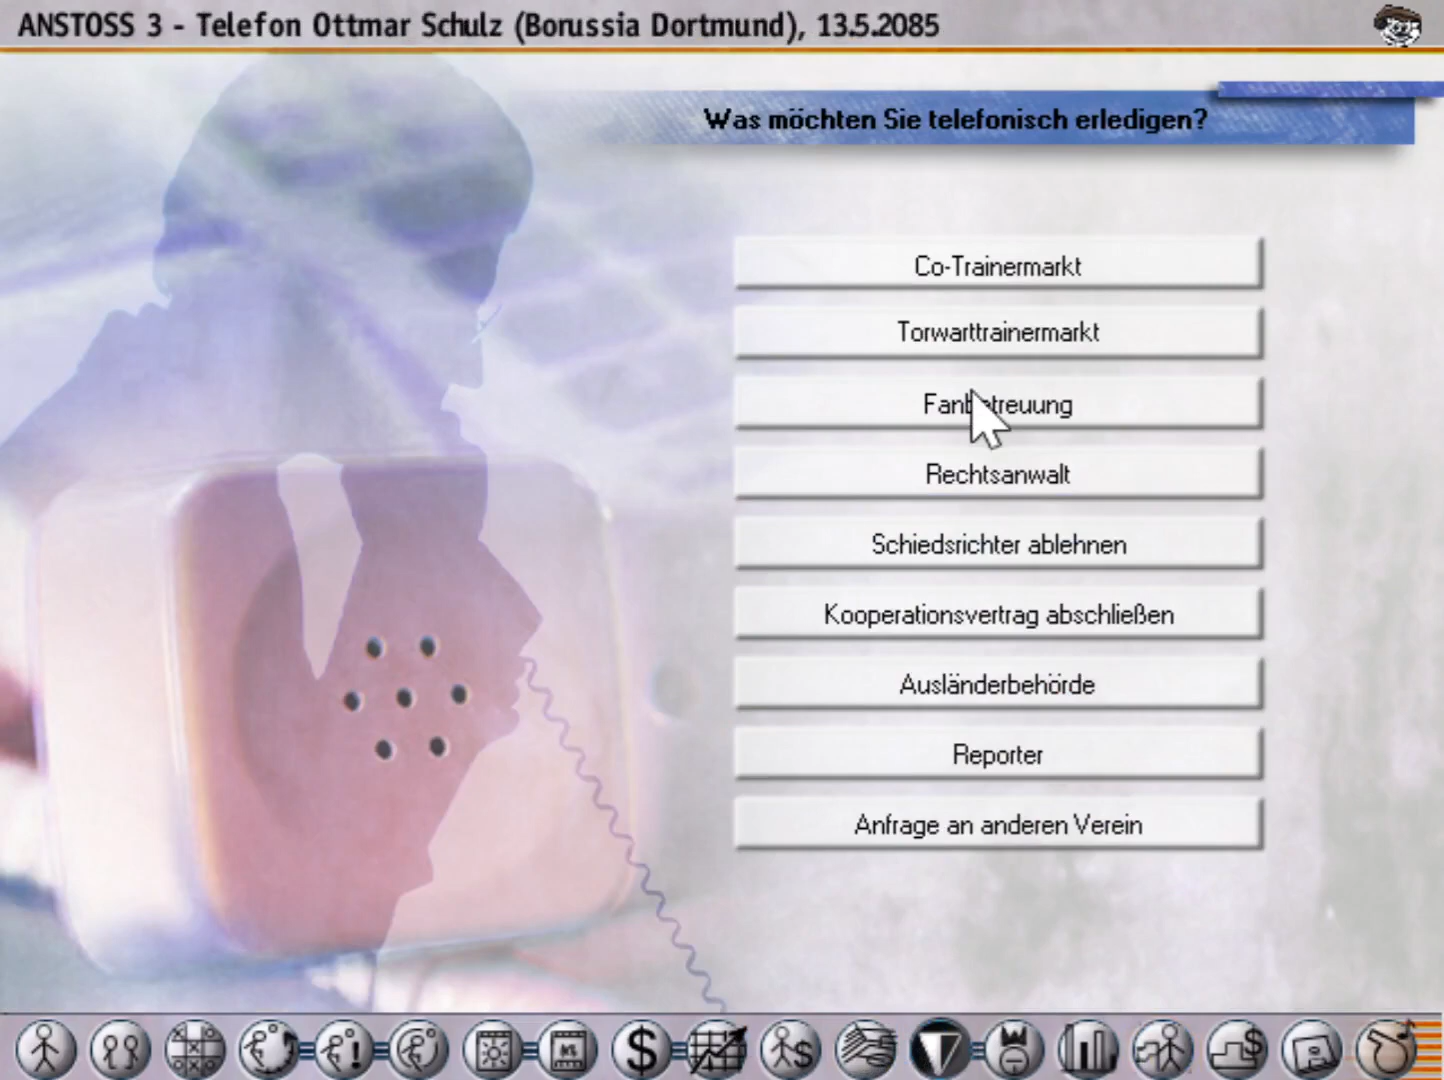 ANSTOSS 3 - Telefon Ottmar Schulz (Borussia Dortmund), 13.5.2085
Was möchten Sie telefonisch erledigen?
Co-Trainermarkt
Torwarttrainermarkt
Fanbetreuung
Rechtsanwalt
Schiedsrichter ablehnen
Kooperationsvertrag abschließen
Ausländerbehörde
Reporter
Anfrage an anderen Verein